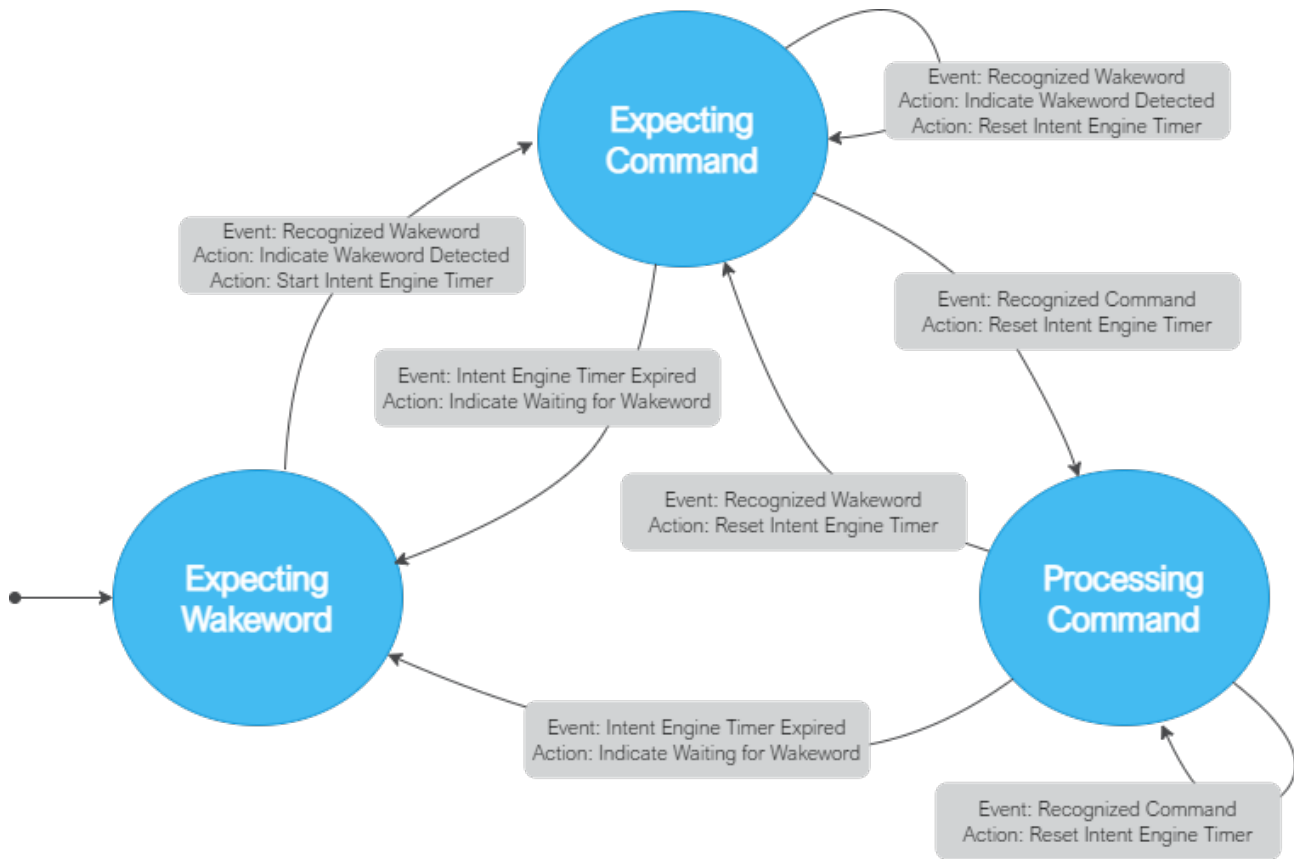 Expecting
Command
Event: Recognized Wakeword
Action: Indicate Wakeword Detected
Action: Reset Intent Engine Timer
Event: Recognized Wakeword
Action: Indicate Wakeword Detected
Action: Start Intent Engine Timer
Event: Recognized Command
Action: Reset Intent Engine Timer
Event: Intent Engine Timer Expired
Action: Indicate Waiting for Wakeword
Event: Recognized Wakeword
Action: Reset Intent Engine Timer
Expecting
Wakeword
Processing
Command
Event: Intent Engine Timer Expired
Action: Indicate Waiting for Wakeword
Event: Recognized Command
Action: Reset Intent Engine Timer